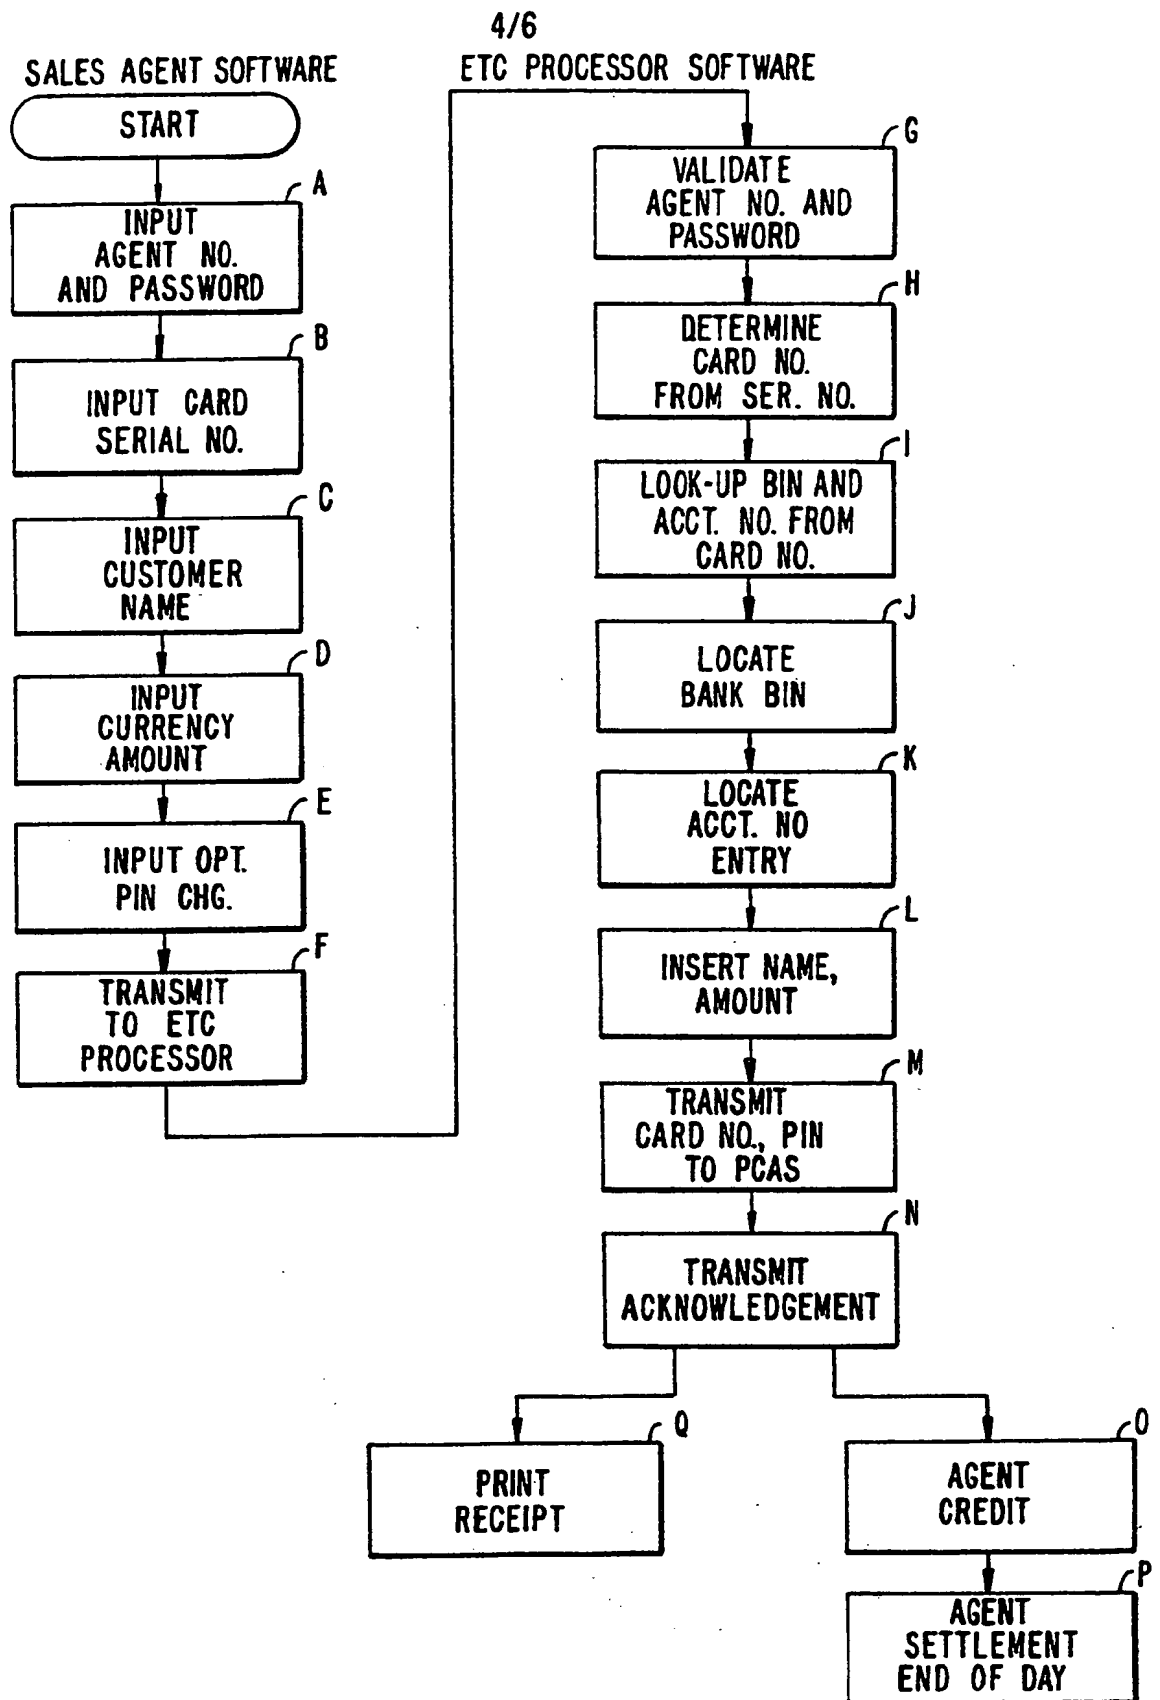 4/6
SALES AGENT SOFTWARE
START
A
INPUT
AGENT NO.
AND PASSWORD
B
INPUT CARD
SERIAL NO.
C
INPUT
CUSTOMER
NAME
D
INPUT
CURRENCY
AMOUNT
E
INPUT OPT.
PIN CHG.
F
TRANSMIT
TO ETC
PROCESSOR
ETC PROCESSOR SOFTWARE
G
VALIDATE
AGENT NO. AND
PASSWORD
H
DETERMINE
CARD NO.
FROM SER. NO.
I
LOOK-UP BIN AND
ACCT. NO. FROM
CARD NO.
J
LOCATE
BANK BIN
K
LOCATE
ACCT. NO
ENTRY
L
INSERT NAME,
AMOUNT
M
TRANSMIT
CARD NO., PIN
TO PCAS
N
TRANSMIT
ACKNOWLEDGEMENT
Q
PRINT
RECEIPT
O
AGENT
CREDIT
P
AGENT
SETTLEMENT
END OF DAY